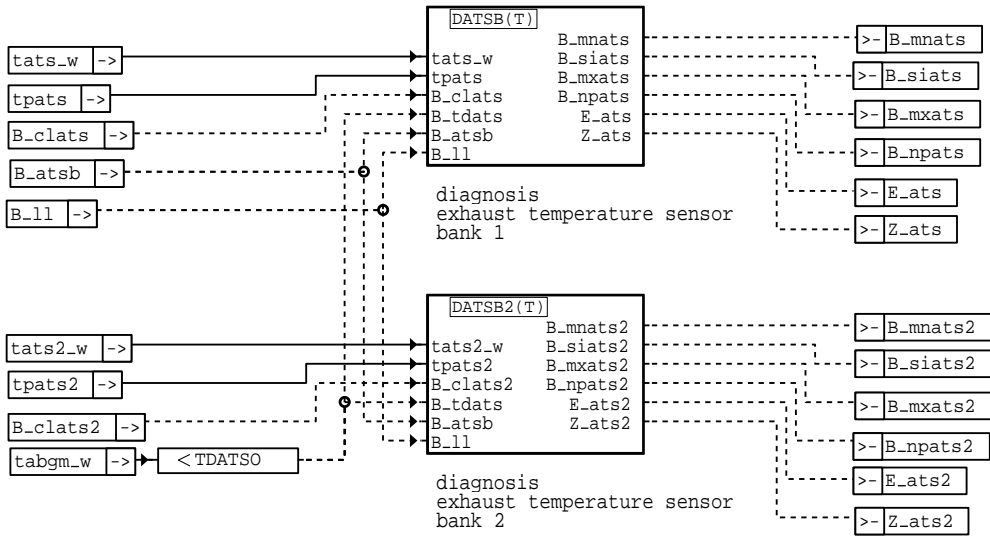 DATSB(T)
tats_w ->
tpats ->
B_clats ->
B_atsb ->
B_ll ->
tats_w
tpats
B_clats
B_tdats
B_atsb
B_ll
B_mnats
B_siats
B_mxats
B_npats
E_ats
Z_ats
>- B_mnats
>- B_siats
>- B_mxats
>- B_npats
>- E_ats
>- Z_ats
diagnosis
exhaust temperature sensor
bank 1
DATSB2(T)
tats2_w ->
tpats2 ->
B_clats2 ->
tabgm_w -> <TDATSO
tats2_w
tpats2
B_clats2
B_tdats
B_atsb
B_ll
B_mnats2
B_siats2
B_mxats2
B_npats2
E_ats2
Z_ats2
>- B_mnats2
>- B_siats2
>- B_mxats2
>- B_npats2
>- E_ats2
>- Z_ats2
diagnosis
exhaust temperature sensor
bank 2